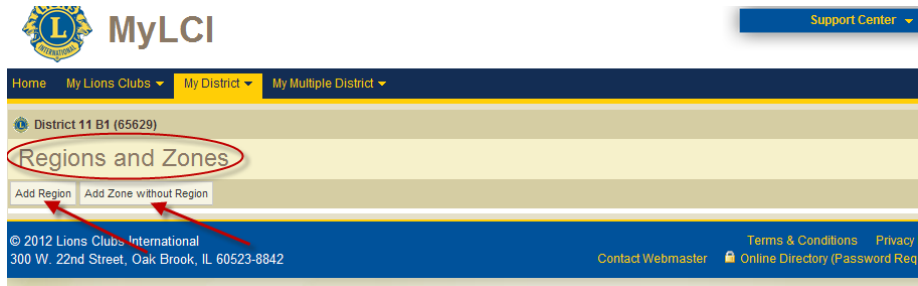 MyLCI
Support Center
Home My Lions Clubs My District My Multiple District
District 11 B1 (65629)
Regions and Zones
Add Region Add Zone without Region
© 2012 Lions Clubs International
Terms & Conditions Privacy
300 W. 22nd Street, Oak Brook, IL 60523-8842
Contact Webmaster Online Directory (Password Req